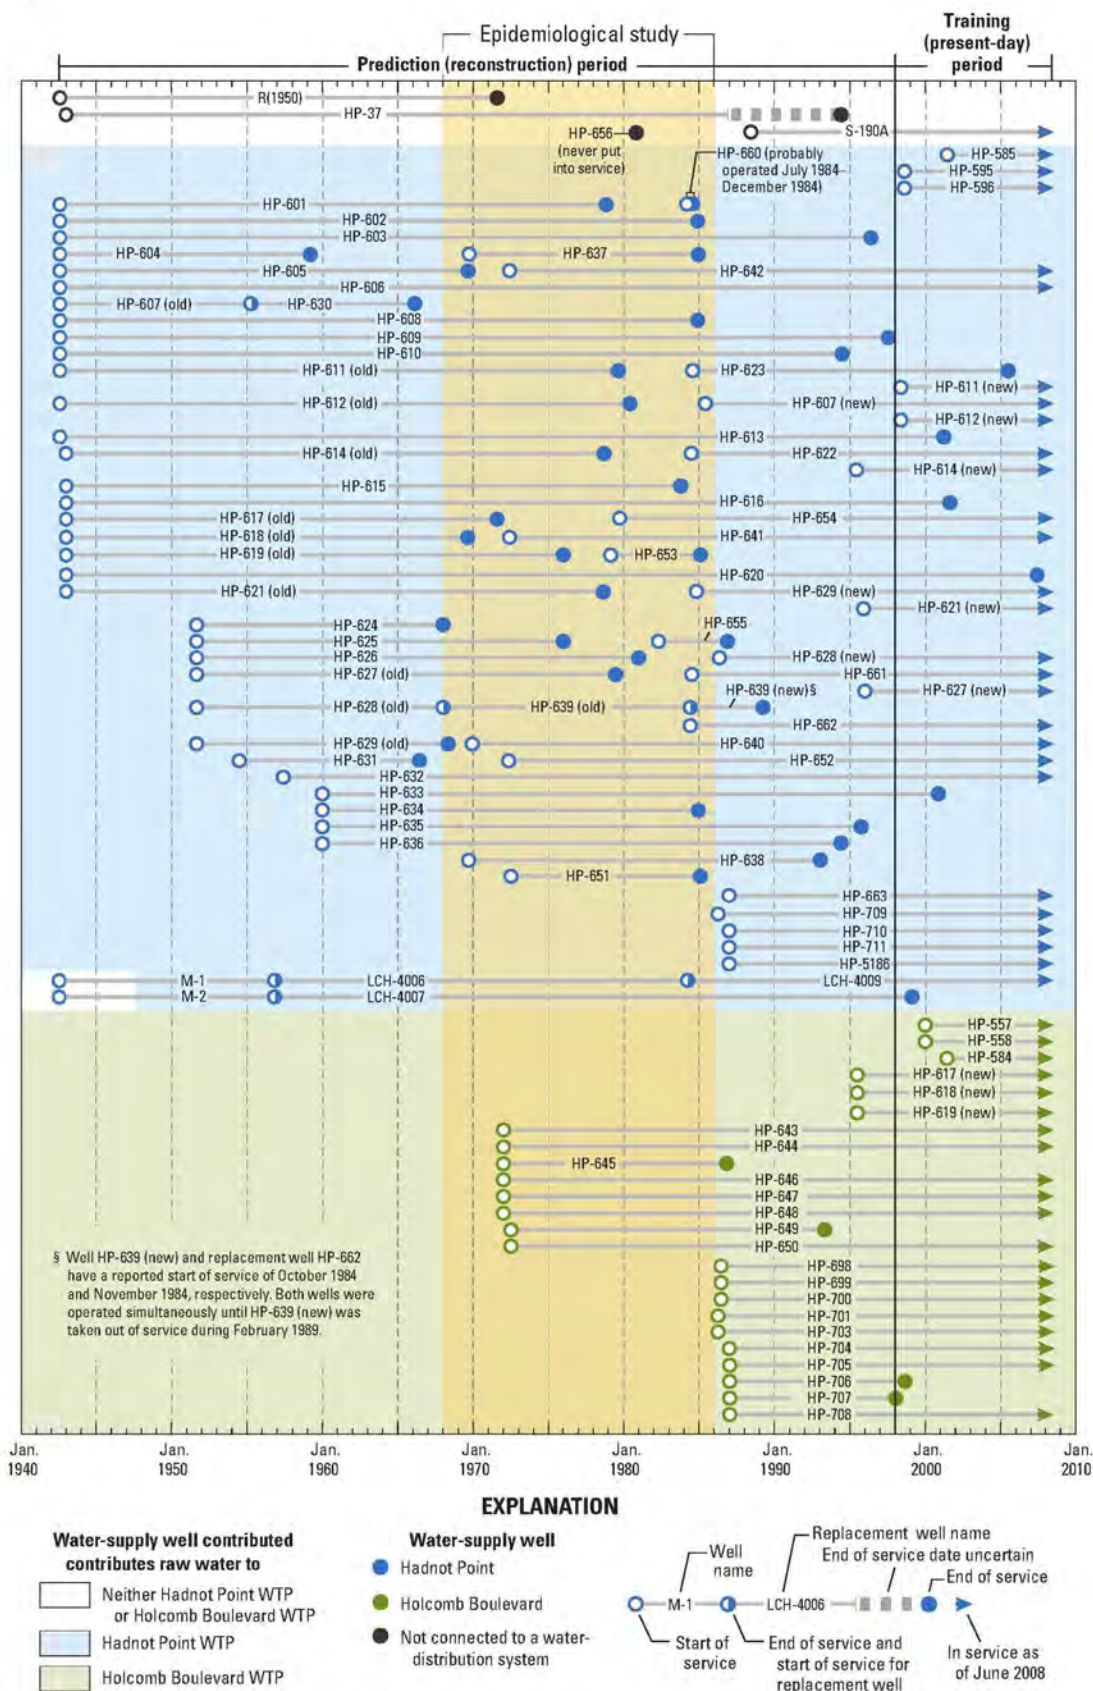 Epidemiological study
Training
(present-day)
period
Prediction (reconstruction) period
R(1950)
HP-37
HP-656
(never put
into service)
S-190A
HP-660 (probably
operated July 1984–
December 1984)
HP-585
HP-595
HP-596
HP-601
HP-602
HP-603
HP-604 HP-637
HP-605 HP-642
HP-606
HP-607 (old) HP-630
HP-608
HP-609
HP-610
HP-611 (old) HP-623
HP-611 (new)
HP-612 (old) HP-607 (new)
HP-612 (new)
HP-613
HP-614 (old) HP-622
HP-614 (new)
HP-615
HP-616
HP-617 (old) HP-654
HP-618 (old) HP-641
HP-619 (old) HP-653
HP-620
HP-621 (old) HP-629 (new)
HP-621 (new)
HP-624 HP-655
HP-625
HP-626 HP-628 (new)
HP-627 (old) HP-661
HP-639 (new) § HP-627 (new)
HP-628 (old) HP-639 (old)
HP-662
HP-629 (old) HP-640
HP-631 HP-652
HP-632
HP-633
HP-634
HP-635
HP-636
HP-638
HP-651
HP-663
HP-709
HP-710
HP-711
HP-5186
M-1 LCH-4006 LCH-4009
M-2 LCH-4007
HP-557
HP-558
HP-584
HP-617 (new)
HP-618 (new)
HP-619 (new)
HP-643
HP-644
HP-645
HP-646
HP-647
HP-648
HP-649
HP-650
§ Well HP-639 (new) and replacement well HP-662
have a reported start of service of October 1984
and November 1984, respectively. Both wells were
operated simultaneously until HP-639 (new) was
taken out of service during February 1989.
HP-698
HP-699
HP-700
HP-701
HP-703
HP-704
HP-705
HP-706
HP-707
HP-708
Jan. Jan. Jan. Jan. Jan. Jan. Jan. Jan.
1940 1950 1960 1970 1980 1990 2000 2010
EXPLANATION
Water-supply well contributed
contributes raw water to
Neither Hadnot Point WTP
or Holcomb Boulevard WTP
Hadnot Point WTP
Holcomb Boulevard WTP
Water-supply well
Hadnot Point
Holcomb Boulevard
Not connected to a water-
distribution system
Well
name
Replacement well name
End of service date uncertain
End of service
M-1 LCH-4006
Start of
service
End of service and
start of service for
replacement well
In service as
of June 2008